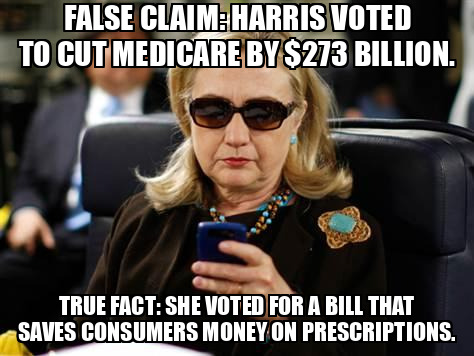 FALSE CLAIM: HARRIS VOTED
TO CUT MEDICARE BY $273 BILLION.
TRUE FACT: SHE VOTED FOR A BILL THAT
SAVES CONSUMERS MONEY ON PRESCRIPTIONS.